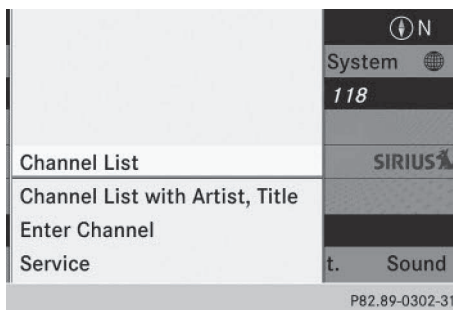 N
System
118
Channel List
SIRIUS
Channel List with Artist, Title
Enter Channel
Service
t. Sound
P82.89-0302-31